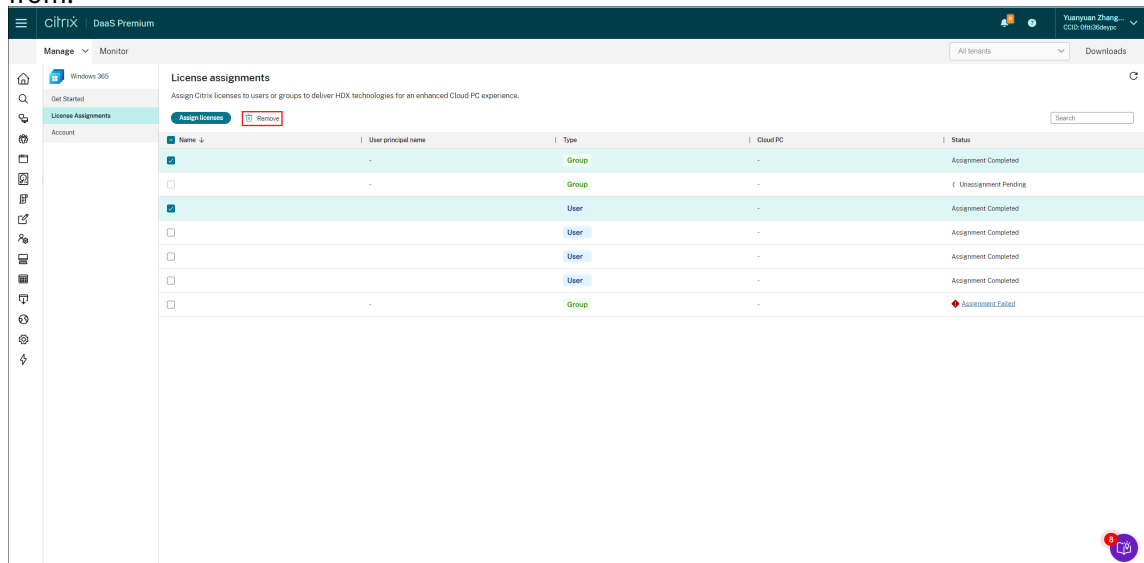 from.
citrix | DaaS Premium
8
Yuanyuan Zhang...
CCID: 0ftti36deypc
Manage Monitor
All tenants
Downloads
Windows 365
Get Started
License Assignments
Account
License assignments
Assign Citrix licenses to users or groups to deliver HDX technologies for an enhanced Cloud PC experience.
Assign licenses Remove
Search
Name ↓ | User principal name | Type | Cloud PC | Status
- Group - Assignment Completed
- Group - Unassignment Pending
User - Assignment Completed
User - Assignment Completed
User - Assignment Completed
User - Assignment Completed
- Group - Assignment Failed
8